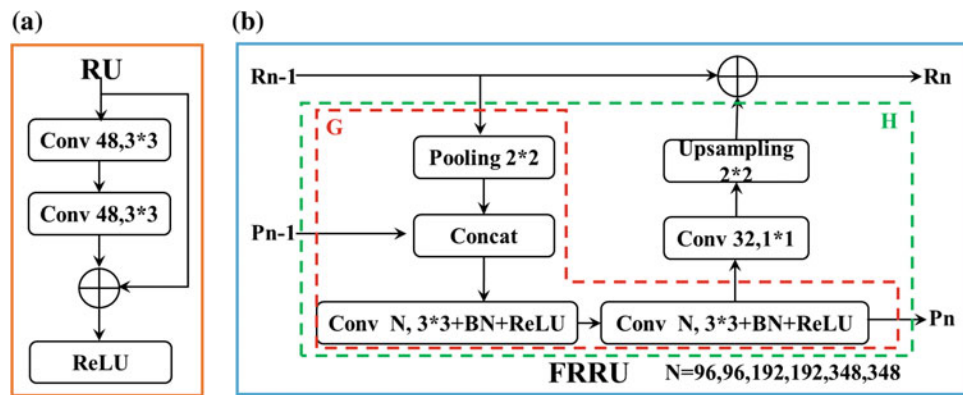 (a)
RU
Conv 48,3*3
Conv 48,3*3
ReLU
(b)
Rn-1
Rn
G
H
Pooling 2*2
Upsampling
2*2
Pn-1
Concat
Conv 32,1*1
Conv N, 3*3+BN+ReLU
Conv N, 3*3+BN+ReLU
Pn
FRRU
N=96,96,192,192,348,348